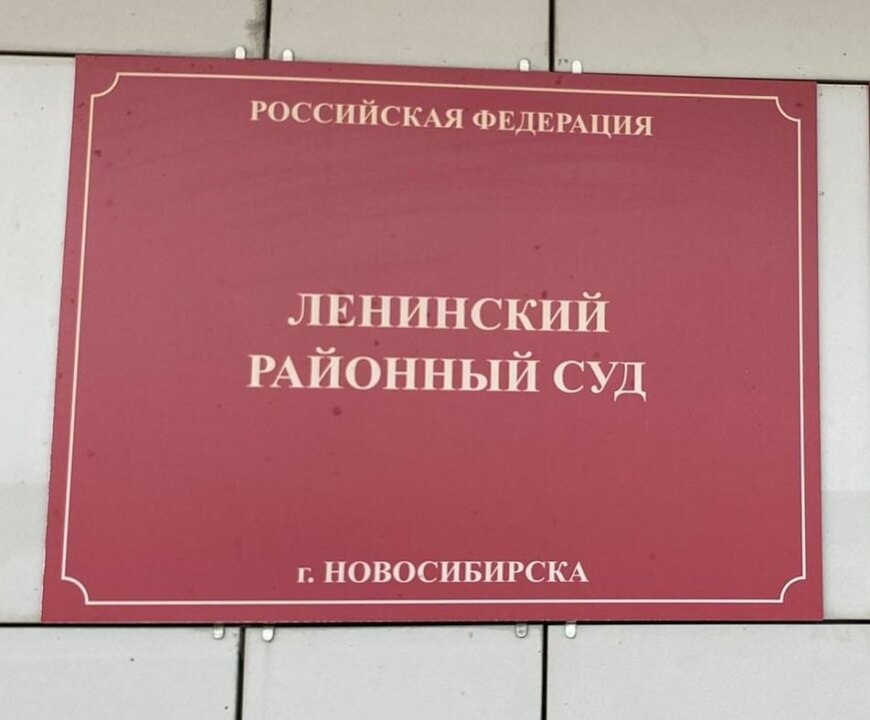 РОССИЙСКАЯ ФЕДЕРАЦИЯ
ЛЕНИНСКИЙ
РАЙОННЫЙ СУД
г. НОВОСИБИРСКА